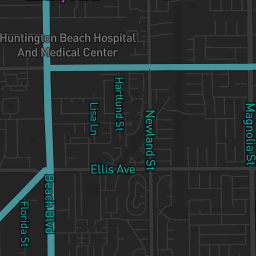 Huntington Beach Hospital
And Medical Center
Hartlund St
Lisa Ln
Newland St
Magnolia St
Ellis Ave
Beach Blvd
Florida St